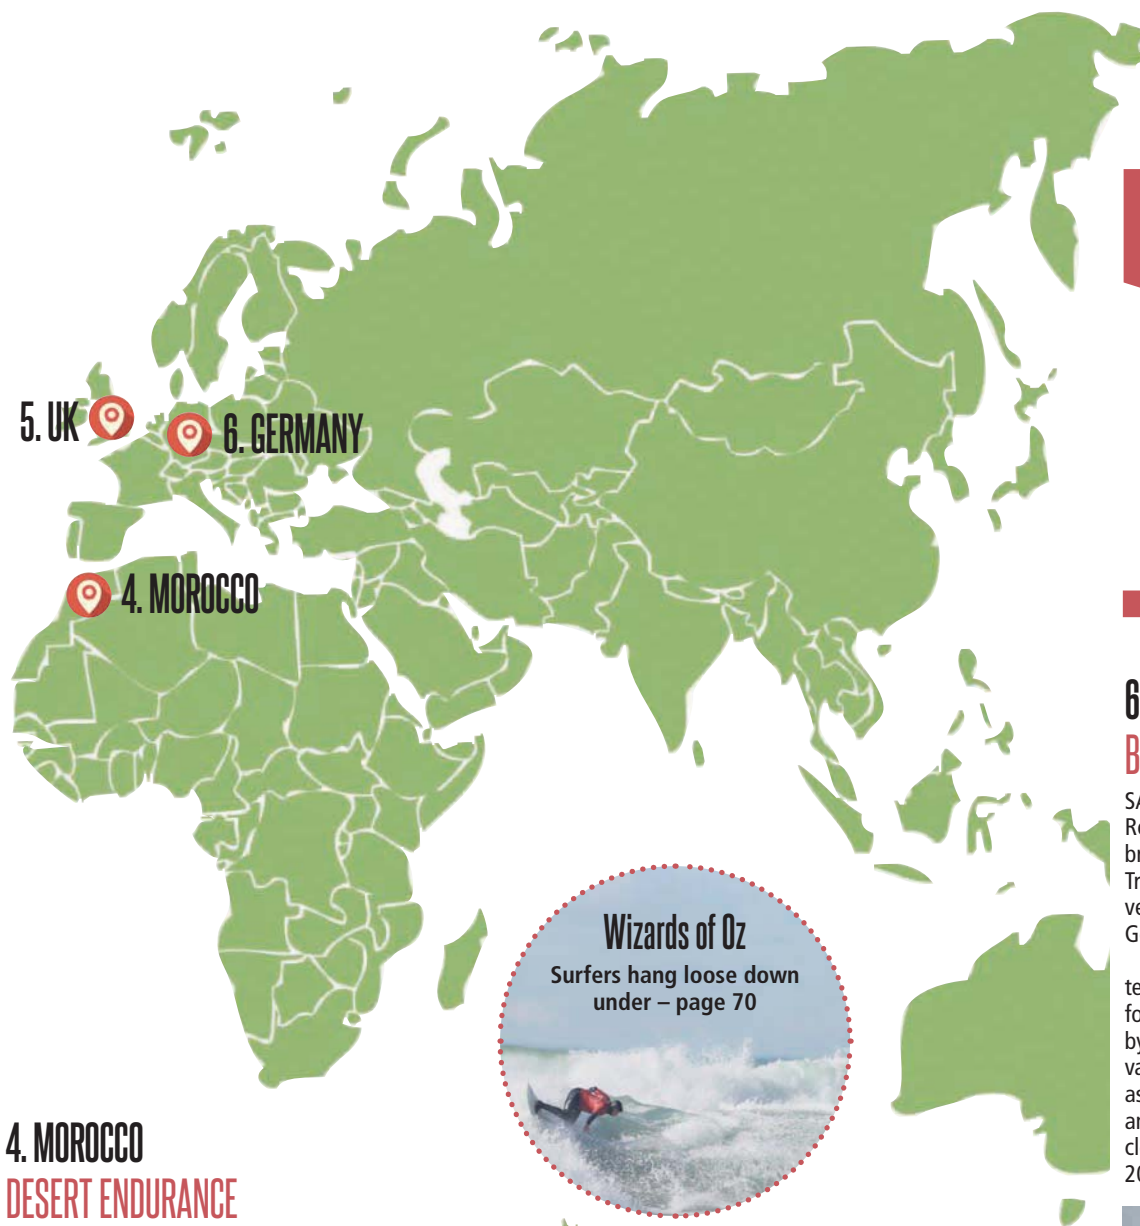 5. UK
6. GERMANY
4. MOROCCO
Wizards of Oz
Surfers hang loose down
under – page 70
4. MOROCCO
DESERT ENDURANCE
6
B